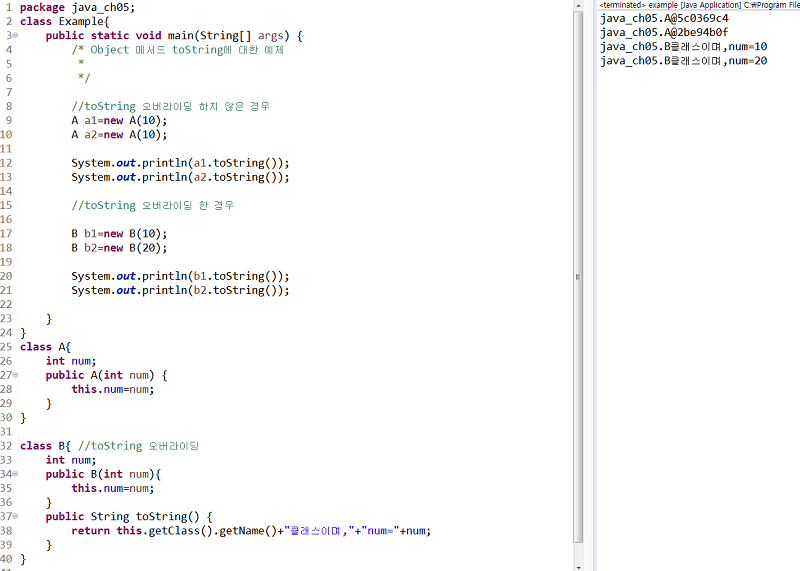 1 package java_ch05;
2 class Example{
3 public static void main(String[] args) {
4 /* Object 메서드 toString에 대한 예제
5 *
6 */
7
8 //toString 오버라이딩 하지 않은 경우
9 A a1=new A(10);
10 A a2=new A(10);
11
12 System.out.println(a1.toString());
13 System.out.println(a2.toString());
14
15 //toString 오버라이딩 한 경우
16
17 B b1=new B(10);
18 B b2=new B(20);
19
20 System.out.println(b1.toString());
21 System.out.println(b2.toString());
22
23 }
24 }
25 class A{
26 int num;
27 public A(int num) {
28 this.num=num;
29 }
30 }
31
32 class B{ //toString 오버라이딩
33 int num;
34 public B(int num){
35 this.num=num;
36 }
37 public String toString() {
38 return this.getClass().getName()+"클래스이며,"+"num="+num;
39 }
40 }
<terminated> example [Java Application] C:₩Program File
java_ch05.A@5c0369c4
java_ch05.A@2be94b0f
java_ch05.B클래스이며,num=10
java_ch05.B클래스이며,num=20